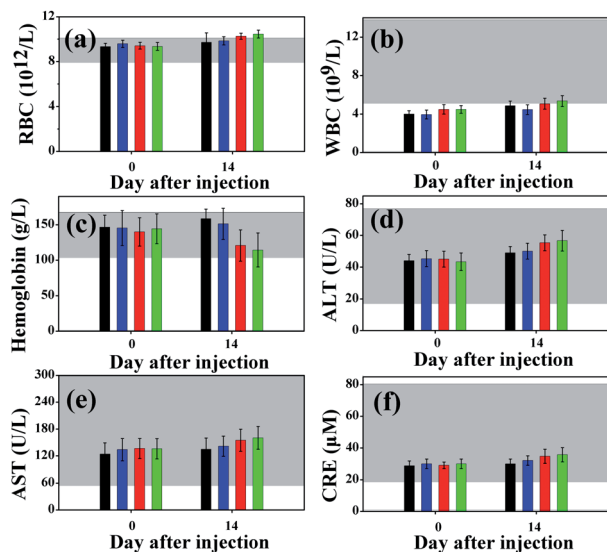 (a)
RBC (10¹²/L)
12
8
4
0
0
14
Day after injection
(b)
WBC (10⁹/L)
12
8
4
0
14
Day after injection
(c)
Hemoglobin (g/L)
150
100
50
0
0
14
Day after injection
(d)
ALT (U/L)
80
60
40
20
0
0
14
Day after injection
(e)
AST (U/L)
300
240
180
120
60
0
0
14
Day after injection
(f)
CRE (µM)
80
60
40
20
0
0
14
Day after injection